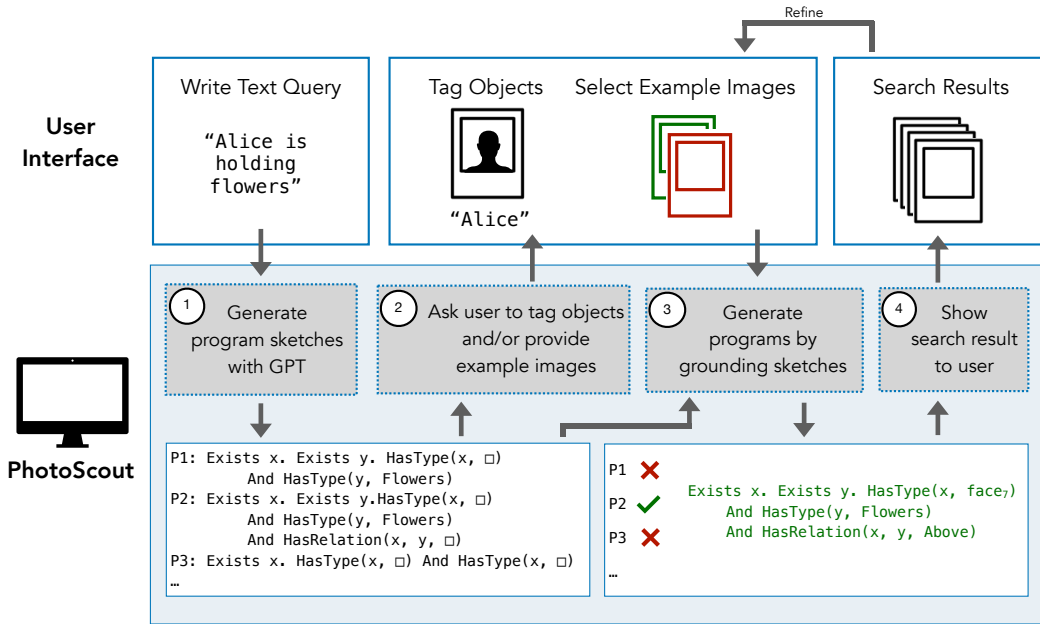 Refine
User
Interface
Write Text Query
“Alice is
holding
flowers”
Tag Objects
“Alice”
Select Example Images
Search Results
PhotoScout
1
Generate
program sketches
with GPT
2
Ask user to tag objects
and/or provide
example images
3
Generate
programs by
grounding sketches
4
Show
search result
to user
P1: Exists x. Exists y. HasType(x, □)
And HasType(y, Flowers)
P2: Exists x. Exists y.HasType(x, □)
And HasType(y, Flowers)
And HasRelation(x, y, □)
P3: Exists x. HasType(x, □) And HasType(x, □)
…
P1
P2
P3
…
Exists x. Exists y. HasType(x, face₇)
And HasType(y, Flowers)
And HasRelation(x, y, Above)